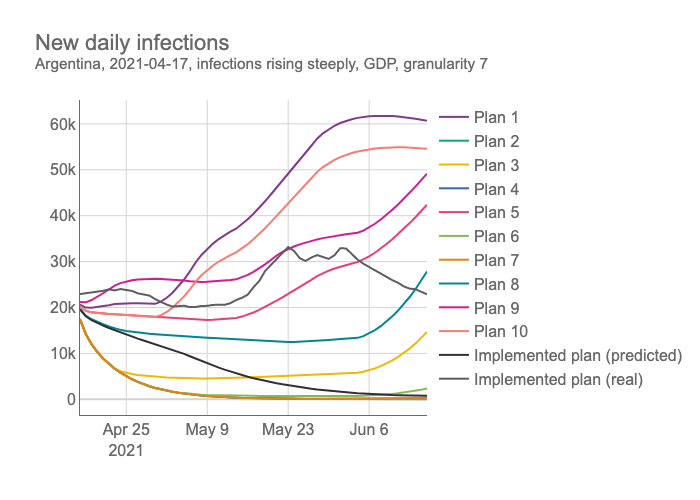 New daily infections
Argentina, 2021-04-17, infections rising steeply, GDP, granularity 7
60k
50k
40k
30k
20k
10k
0
Apr 25
2021
May 9
May 23
Jun 6
Plan 1
Plan 2
Plan 3
Plan 4
Plan 5
Plan 6
Plan 7
Plan 8
Plan 9
Plan 10
Implemented plan (predicted)
Implemented plan (real)